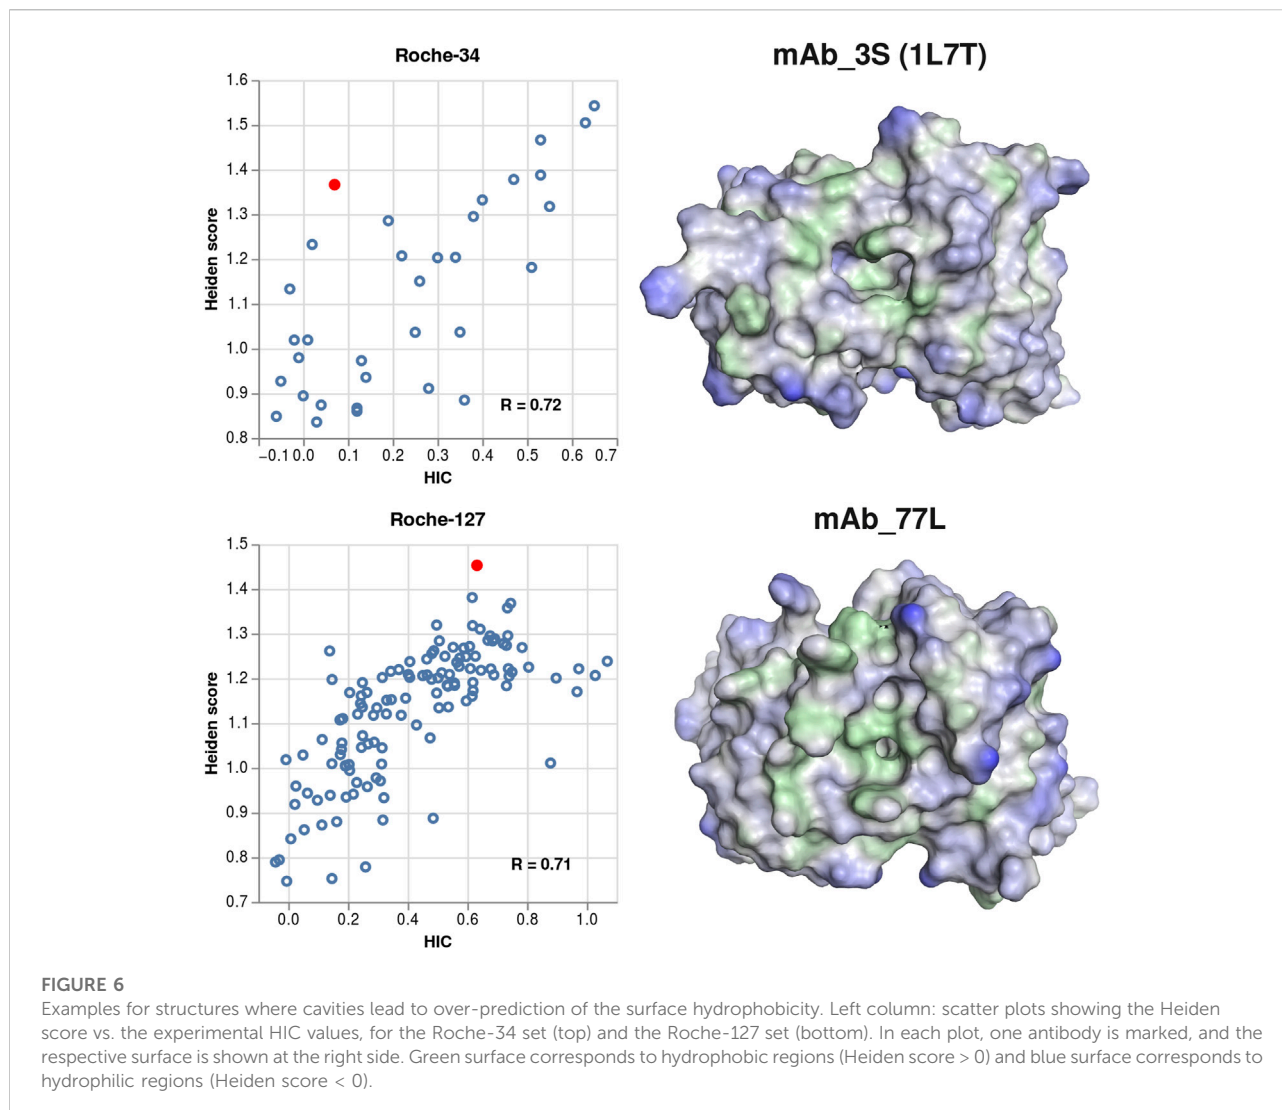 Roche-34
mAb_3S (1L7T)
1.6
1.5
1.4
1.3
1.2
1.1
1.0
0.9
0.8
Heiden score
R = 0.72
−0.1 0.0 0.1 0.2 0.3 0.4 0.5 0.6 0.7
HIC
Roche-127
mAb_77L
1.5
1.4
1.3
1.2
1.1
1.0
0.9
0.8
0.7
Heiden score
R = 0.71
0.0 0.2 0.4 0.6 0.8 1.0
HIC
FIGURE 6
Examples for structures where cavities lead to over-prediction of the surface hydrophobicity. Left column: scatter plots showing the Heiden
score vs. the experimental HIC values, for the Roche-34 set (top) and the Roche-127 set (bottom). In each plot, one antibody is marked, and the
respective surface is shown at the right side. Green surface corresponds to hydrophobic regions (Heiden score > 0) and blue surface corresponds to
hydrophilic regions (Heiden score < 0).